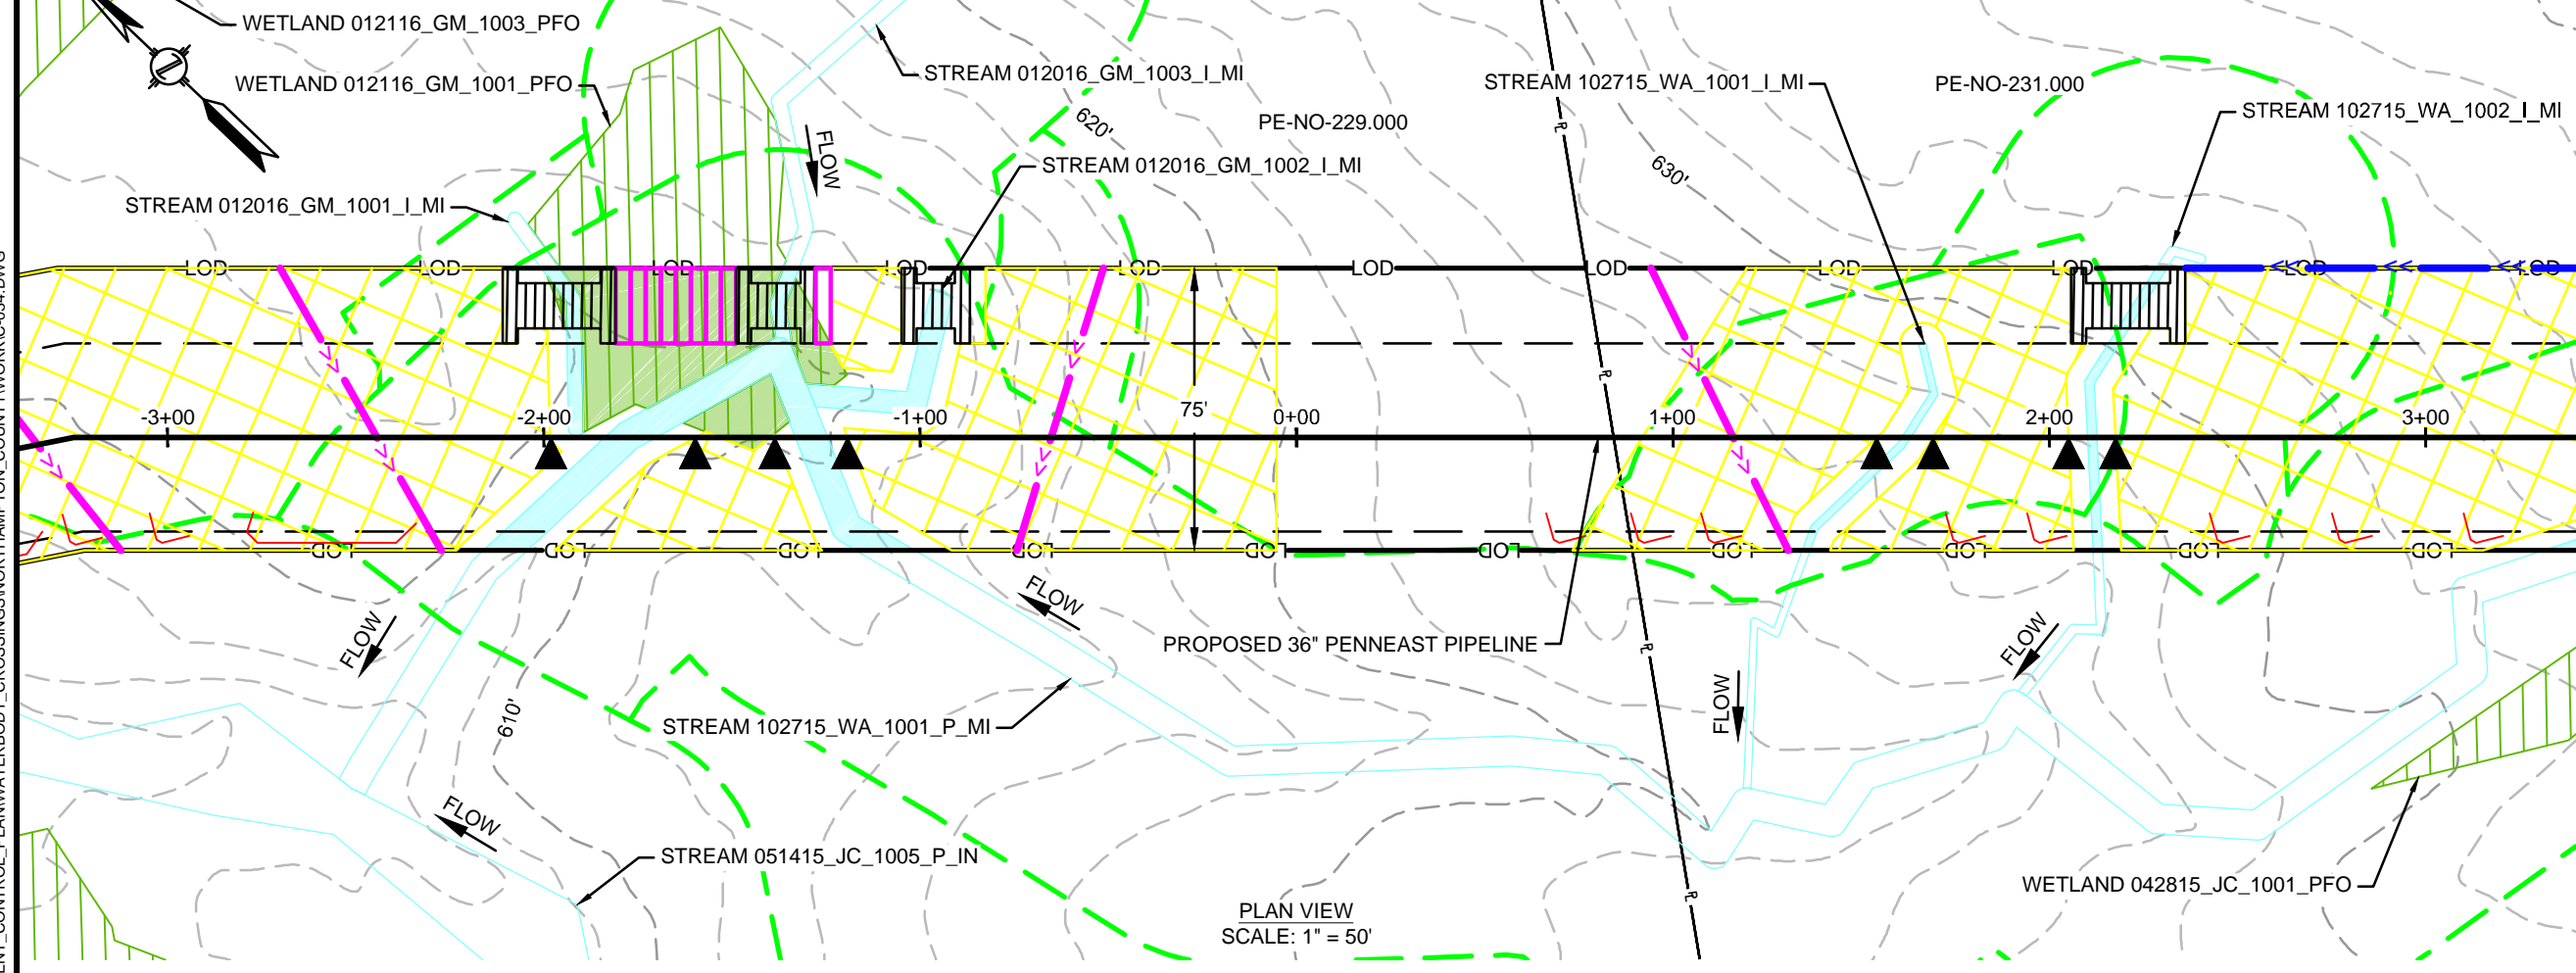 WETLAND 012116_GM_1003_PFO
WETLAND 012116_GM_1001_PFO
STREAM 012016_GM_1003_I_MI
STREAM 102715_WA_1001_I_MI
PE-NO-231.000
STREAM 102715_WA_1002_I_MI
620'
PE-NO-229.000
FLOW
STREAM 012016_GM_1002_I_MI
630'
STREAM 012016_GM_1001_I_MI
LOD LOD LOD LOD LOD LOD LOD LOD LOD LOD LOD
75'
-3+00 -2+00 -1+00 0+00 1+00 2+00 3+00
LOD LOD LOD LOD LOD LOD LOD LOD LOD LOD
FLOW
FLOW
FLOW
PROPOSED 36" PENNEAST PIPELINE
FLOW
610'
STREAM 102715_WA_1001_P_MI
FLOW
STREAM 051415_JC_1005_P_IN
WETLAND 042815_JC_1001_PFO
PLAN VIEW
SCALE: 1" = 50'